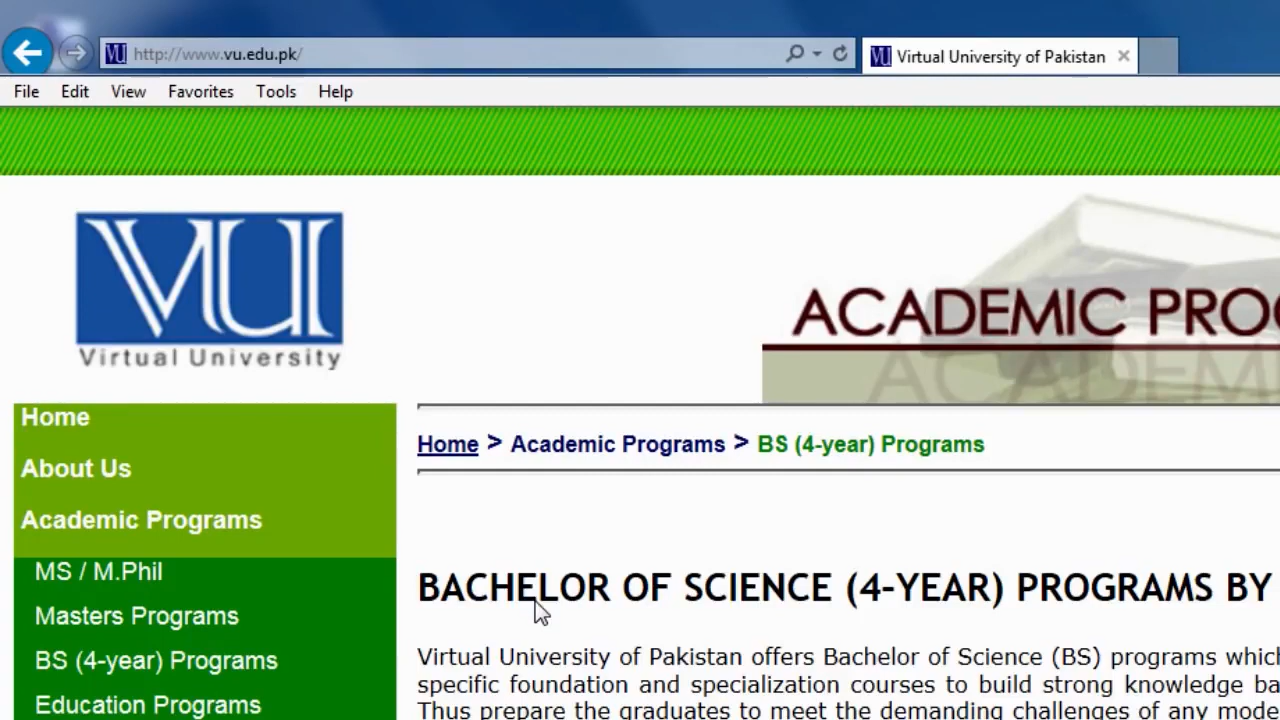 VU http://www.vu.edu.pk/
VU Virtual University of Pakistan
File Edit View Favorites Tools Help
VU
Virtual University
ACADEMIC PRO
ACADEM
Home
About Us
Academic Programs
MS / M.Phil
Masters Programs
BS (4-year) Programs
Education Programs
Home > Academic Programs > BS (4-year) Programs
BACHELOR OF SCIENCE (4-YEAR) PROGRAMS BY
Virtual University of Pakistan offers Bachelor of Science (BS) programs which
specific foundation and specialization courses to build strong knowledge ba
Thus prepare the graduates to meet the demanding challenges of any mode